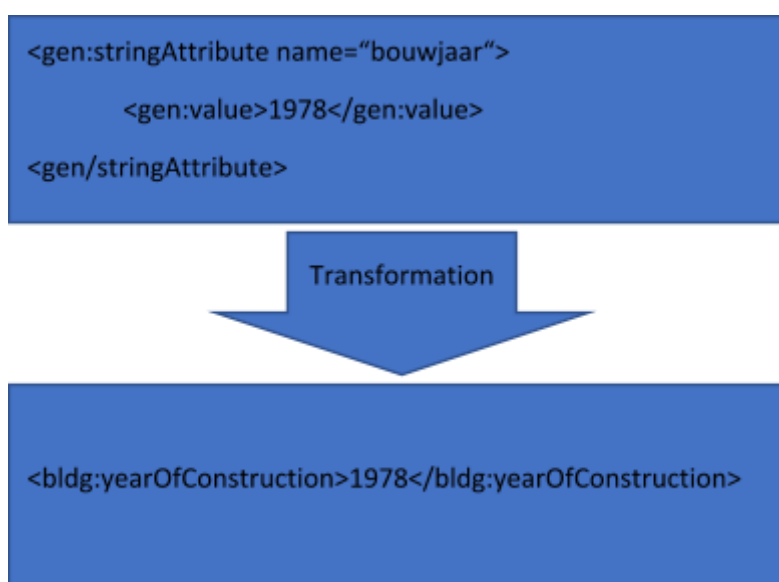 <gen:stringAttribute name=“bouwjaar“>
<gen:value>1978</gen:value>
<gen/stringAttribute>
Transformation
<bldg:yearOfConstruction>1978</bldg:yearOfConstruction>